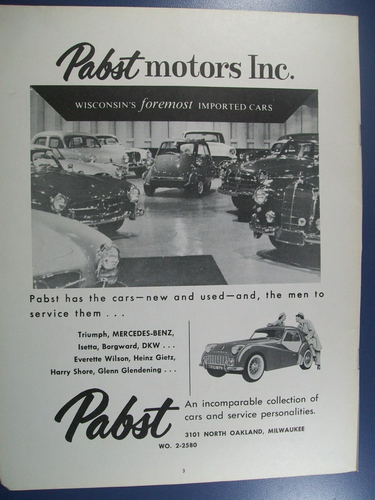 Pabst motors Inc.
WISCONSIN'S foremost IMPORTED CARS
Pabst has the cars—new and used—and, the men to
service them . . .
Triumph, MERCEDES-BENZ,
Isetta, Borgward, DKW . . .
Everette Wilson, Heinz Gietz,
Harry Shore, Glenn Glendening . . .
Pabst
An incomparable collection of
cars and service personalities.
3101 NORTH OAKLAND, MILWAUKEE
WO. 2-2580
3